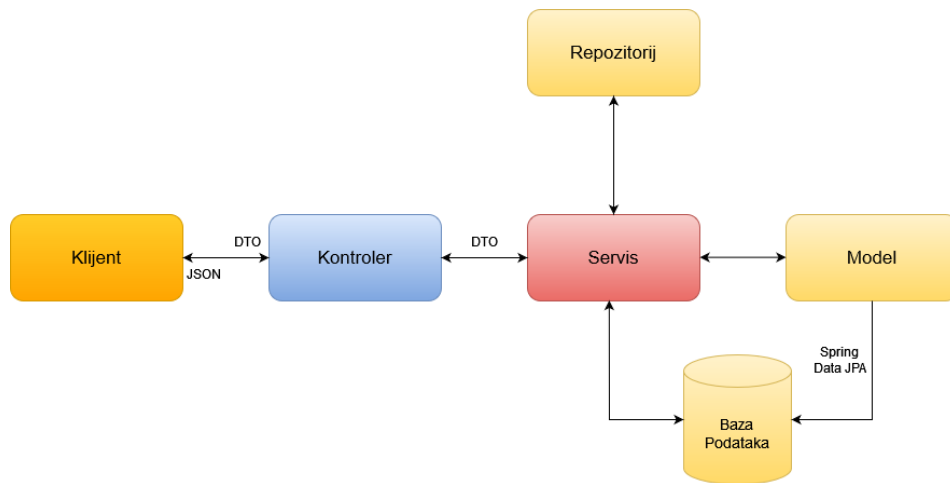 Repozitorij
Klijent
DTO
JSON
Kontroler
DTO
Servis
Model
Spring
Data JPA
Baza
Podataka